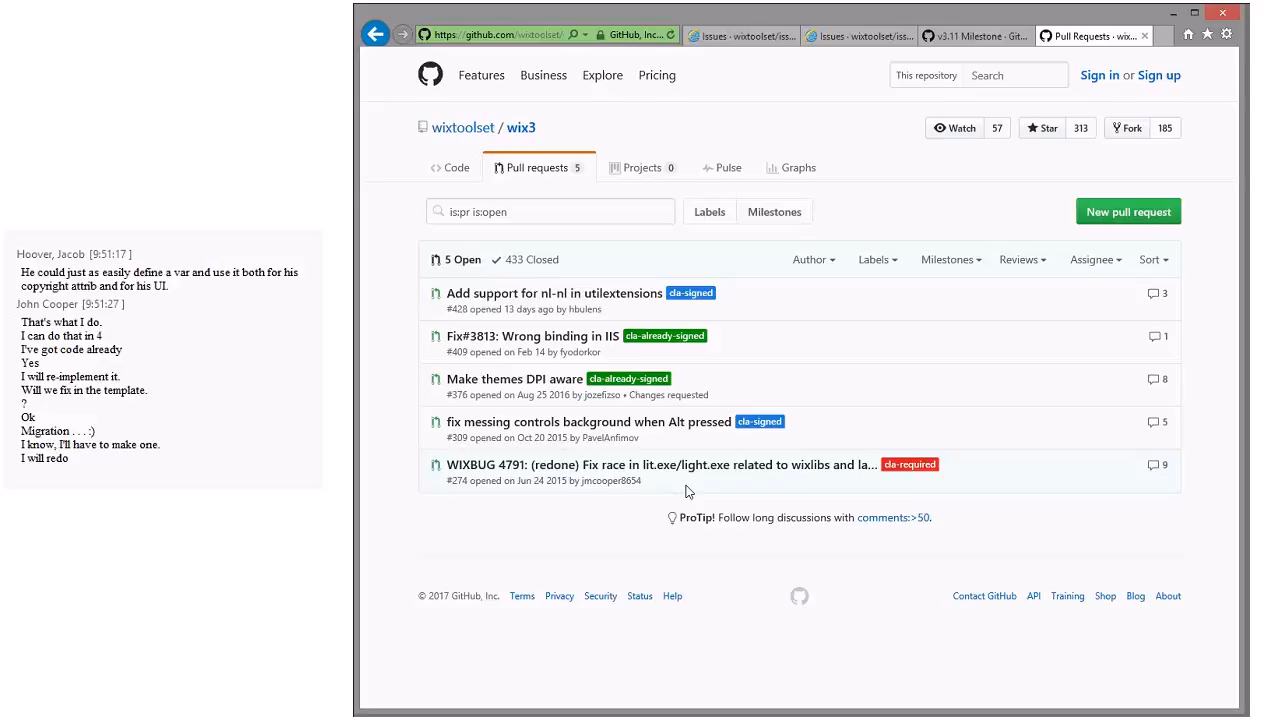 Hoover, Jacob [9:51:17 ]
He could just as easily define a var and use it both for his
copyright attrib and for his UI.
John Cooper [9:51:27 ]
That's what I do.
I can do that in 4
I've got code already
Yes
I will re-implement it.
Will we fix in the template.
?
Ok
Migration . . . :)
I know, I'll have to make one.
I will redo
https://github.com/wixtoolset/ GitHub, Inc... Issues · wixtoolset/iss... Issues · wixtoolset/iss... v3.11 Milestone · Git... Pull Requests · wix...
Features Business Explore Pricing This repository Search Sign in or Sign up
wixtoolset / wix3 Watch 57 Star 313 Fork 185
Code Pull requests 5 Projects 0 Pulse Graphs
is:pr is:open Labels Milestones New pull request
5 Open 433 Closed Author Labels Milestones Reviews Assignee Sort
Add support for nl-nl in utilextensions cla-signed 3
#428 opened 13 days ago by hbulens
Fix#3813: Wrong binding in IIS cla-already-signed 1
#409 opened on Feb 14 by fyodorkor
Make themes DPI aware cla-already-signed 8
#376 opened on Aug 25 2016 by jozefizso • Changes requested
fix messing controls background when Alt pressed cla-signed 5
#309 opened on Oct 20 2015 by PavelAnfimov
WIXBUG 4791: (redone) Fix race in lit.exe/light.exe related to wixlibs and la... cla-required 9
#274 opened on Jun 24 2015 by jmcooper8654
ProTip! Follow long discussions with comments:>50.
© 2017 GitHub, Inc. Terms Privacy Security Status Help Contact GitHub API Training Shop Blog About